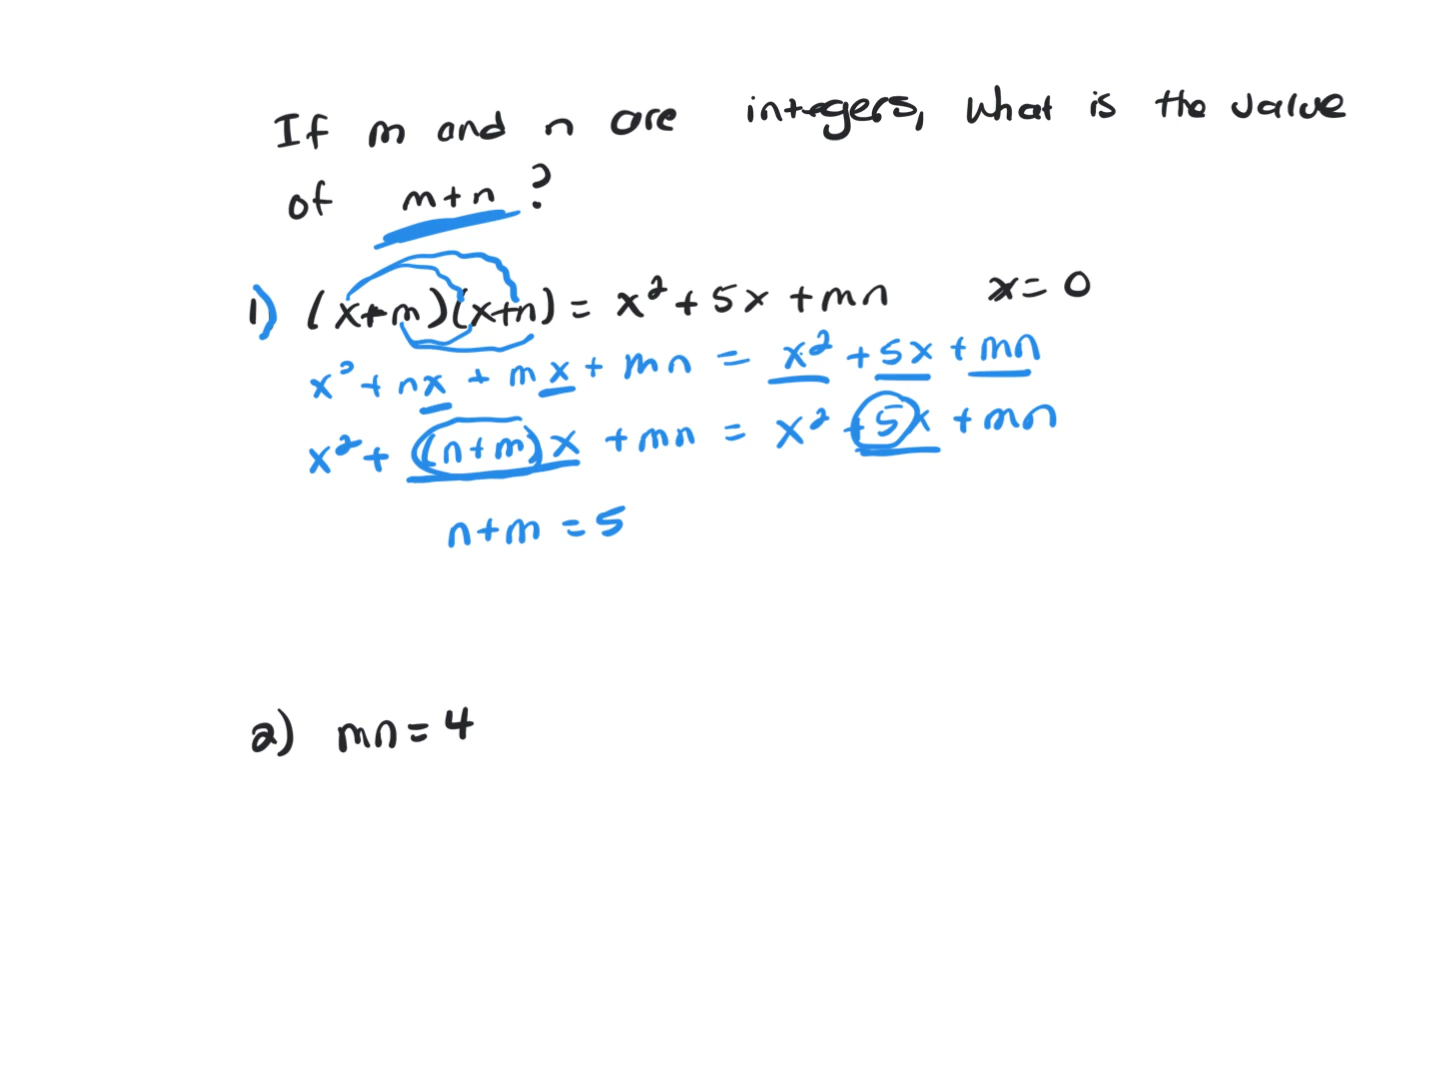 If m and n are integers, what is the value
of m+n ?
1) (x+m)(x+n) = x² + 5x + mn x = 0
x² + nx + mx + mn = x² + 5x + mn
x² + (n+m)x + mn = x² + 5x + mn
n+m = 5
2) mn = 4